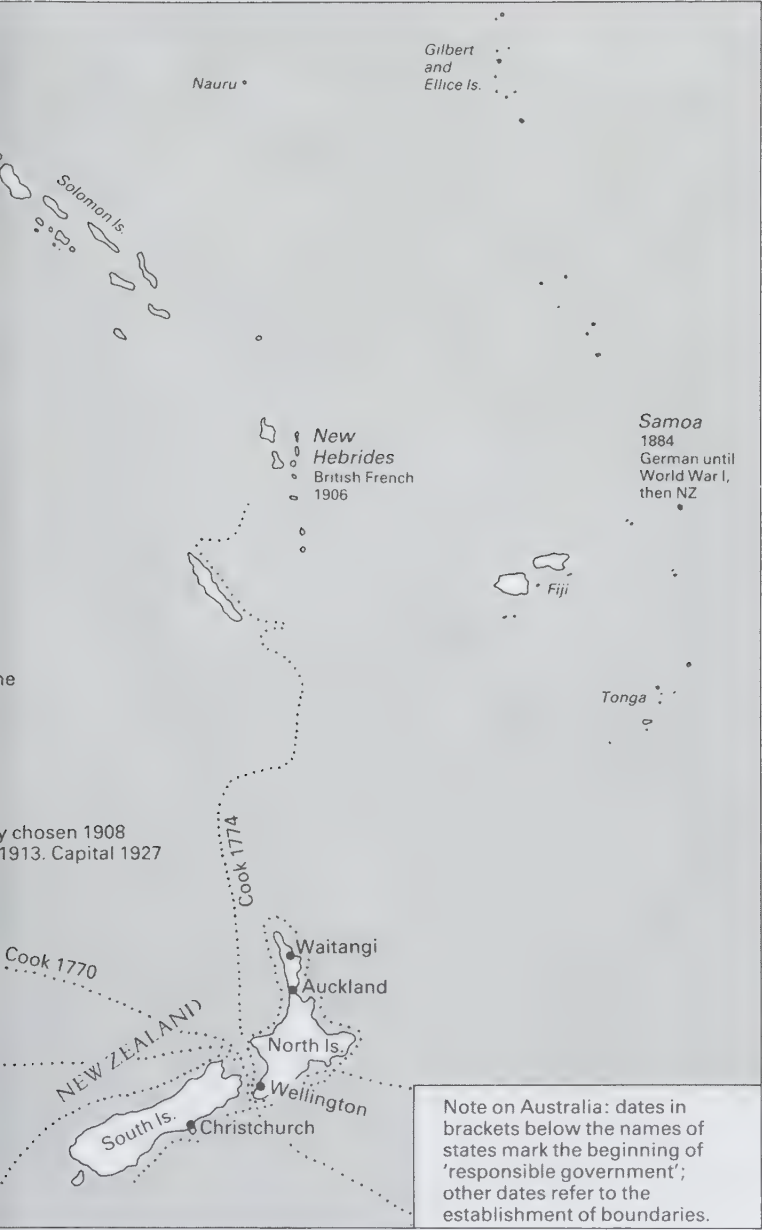 Gilbert
and
Ellice Is.
Nauru
Solomon Is.
New
Hebrides
British French
1906
Samoa
1884
German until
World War I,
then NZ
Fiji
Tonga
ne
y chosen 1908
1913. Capital 1927
Cook 1774
Cook 1770
Waitangi
Auckland
NEW ZEALAND
North Is.
Wellington
South Is.
Christchurch
Note on Australia: dates in
brackets below the names of
states mark the beginning of
'responsible government';
other dates refer to the
establishment of boundaries.